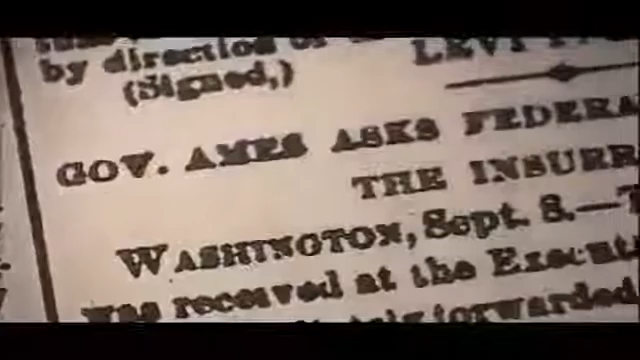 by direction of
LEVI P
(Signed,)
GOV. AMES ASKS FEDERA
THE INSURR
WASHINGTON, Sept. 8.—T
was received at the Executi
forwarded